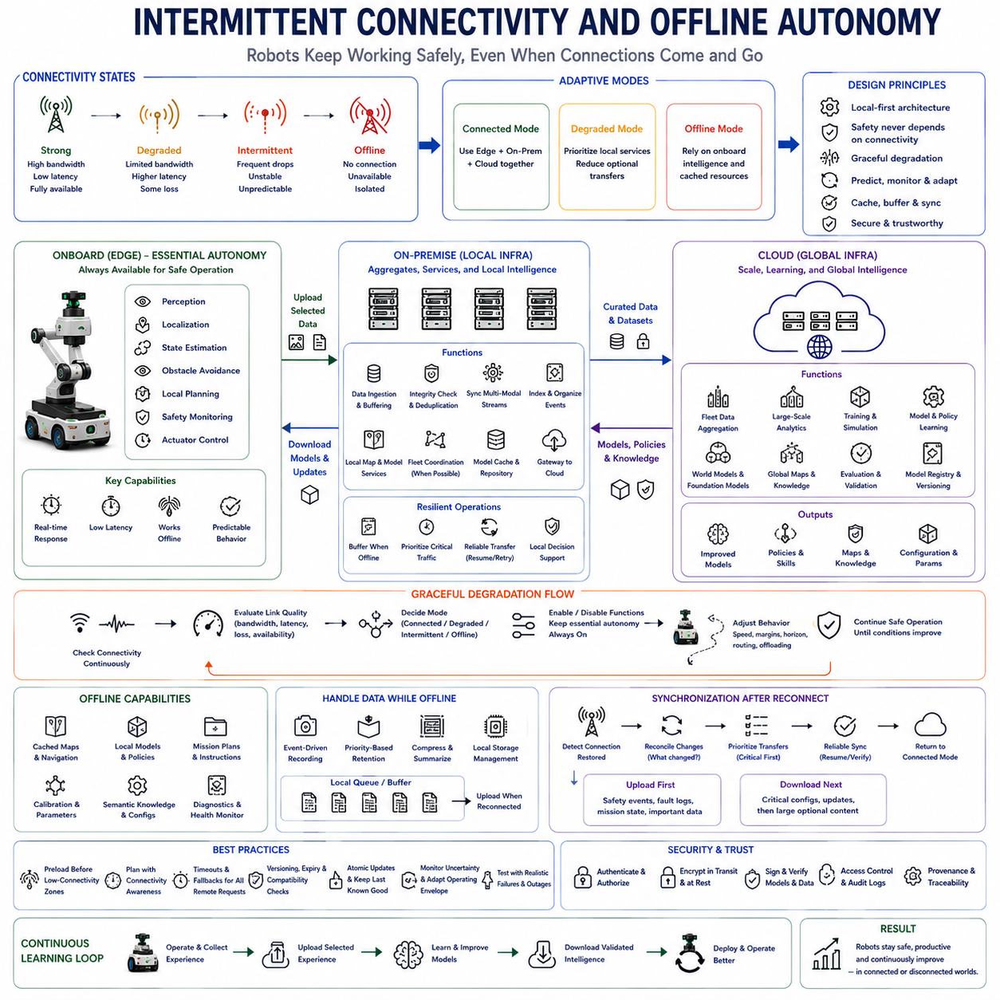 INTERMITTENT CONNECTIVITY AND OFFLINE AUTONOMY
Robots Keep Working Safely, Even When Connections Come and Go
CONNECTIVITY STATES
Strong
High bandwidth
Low latency
Fully available
Degraded
Limited bandwidth
Higher latency
Some loss
Intermittent
Frequent drops
Unstable
Unpredictable
Offline
No connection
Unavailable
Isolated
ADAPTIVE MODES
Connected Mode
Use Edge + On-Prem
+ Cloud together
Degraded Mode
Prioritize local services
Reduce optional
transfers
Offline Mode
Rely on onboard
intelligence and
cached resources
DESIGN PRINCIPLES
Local-first architecture
Safety never depends
on connectivity
Graceful degradation
Predict, monitor & adapt
Cache, buffer & sync
Secure & trustworthy
ONBOARD (EDGE) – ESSENTIAL AUTONOMY
Always Available for Safe Operation
Perception
Localization
State Estimation
Obstacle Avoidance
Local Planning
Safety Monitoring
Actuator Control
Key Capabilities
Real-time
Response
Low Latency
Works
Offline
Predictable
Behavior
Upload
Selected
Data
Download
Models &
Updates
ON-PREMISE (LOCAL INFRA)
Aggregates, Services, and Local Intelligence
Functions
Data Ingestion
& Buffering
Integrity Check
& Deduplication
Sync Multi-Modal
Streams
Index & Organize
Events
Local Map & Model
Services
Fleet Coordination
(When Possible)
Model Cache &
Repository
Gateway to
Cloud
Resilient Operations
Buffer When
Offline
Prioritize Critical
Traffic
Reliable Transfer
(Resume/Retry)
Local Decision
Support
Curated Data
& Datasets
Models, Policies
& Knowledge
CLOUD (GLOBAL INFRA)
Scale, Learning, and Global Intelligence
Functions
Fleet Data
Aggregation
Large-Scale
Analytics
Training &
Simulation
Model & Policy
Learning
World Models &
Foundation Models
Global Maps &
Knowledge
Evaluation &
Validation
Model Registry &
Versioning
Outputs
Improved
Models
Policies &
Skills
Maps &
Knowledge
Configuration &
Params
GRACEFUL DEGRADATION FLOW
Check Connectivity
Continuously
Evaluate Link Quality
(bandwidth, latency,
loss, availability)
Decide Mode
(Connected / Degraded /
Intermittent / Offline)
Enable / Disable Functions
Keep essential autonomy
Always On
Adjust Behavior
Speed, margins, horizon,
routing, offloading
Continue Safe Operation
Until conditions improve
OFFLINE CAPABILITIES
Cached Maps
& Navigation
Local Models
& Policies
Mission Plans
& Instructions
Calibration &
Parameters
Semantic Knowledge
& Configs
Diagnostics &
Health Monitor
HANDLE DATA WHILE OFFLINE
Event-Driven
Recording
Priority-Based
Retention
Compress &
Summarize
Local Storage
Management
Local Queue / Buffer
Upload When
Reconnected
SYNCHRONIZATION AFTER RECONNECT
Detect Connection
Restored
Reconcile Changes
(What changed?)
Prioritize Transfers
(Critical First)
Reliable Sync
(Resume/Verify)
Return to
Connected Mode
Upload First
Safety events, fault logs,
mission state, important data
Download Next
Critical configs, updates,
then large optional content
BEST PRACTICES
Preload Before
Low-Connectivity
Zones
Plan with
Connectivity
Awareness
Timeouts &
Fallbacks for All
Remote Requests
Versioning, Expiry &
Compatibility
Checks
Atomic Updates
& Keep Last
Known Good
Monitor Uncertainty
& Adapt Operating
Envelope
Test with Realistic
Failures & Outages
SECURITY & TRUST
Authenticate &
Authorize
Encrypt in Transit
& at Rest
Sign & Verify
Models & Data
Access Control
& Audit Logs
Provenance &
Traceability
CONTINUOUS
LEARNING LOOP
Operate & Collect
Experience
Upload Selected
Experience
Learn & Improve
Models
Download Validated
Intelligence
Deploy & Operate
Better
RESULT
Robots stay safe, productive
and continuously improve
— in connected or disconnected worlds.